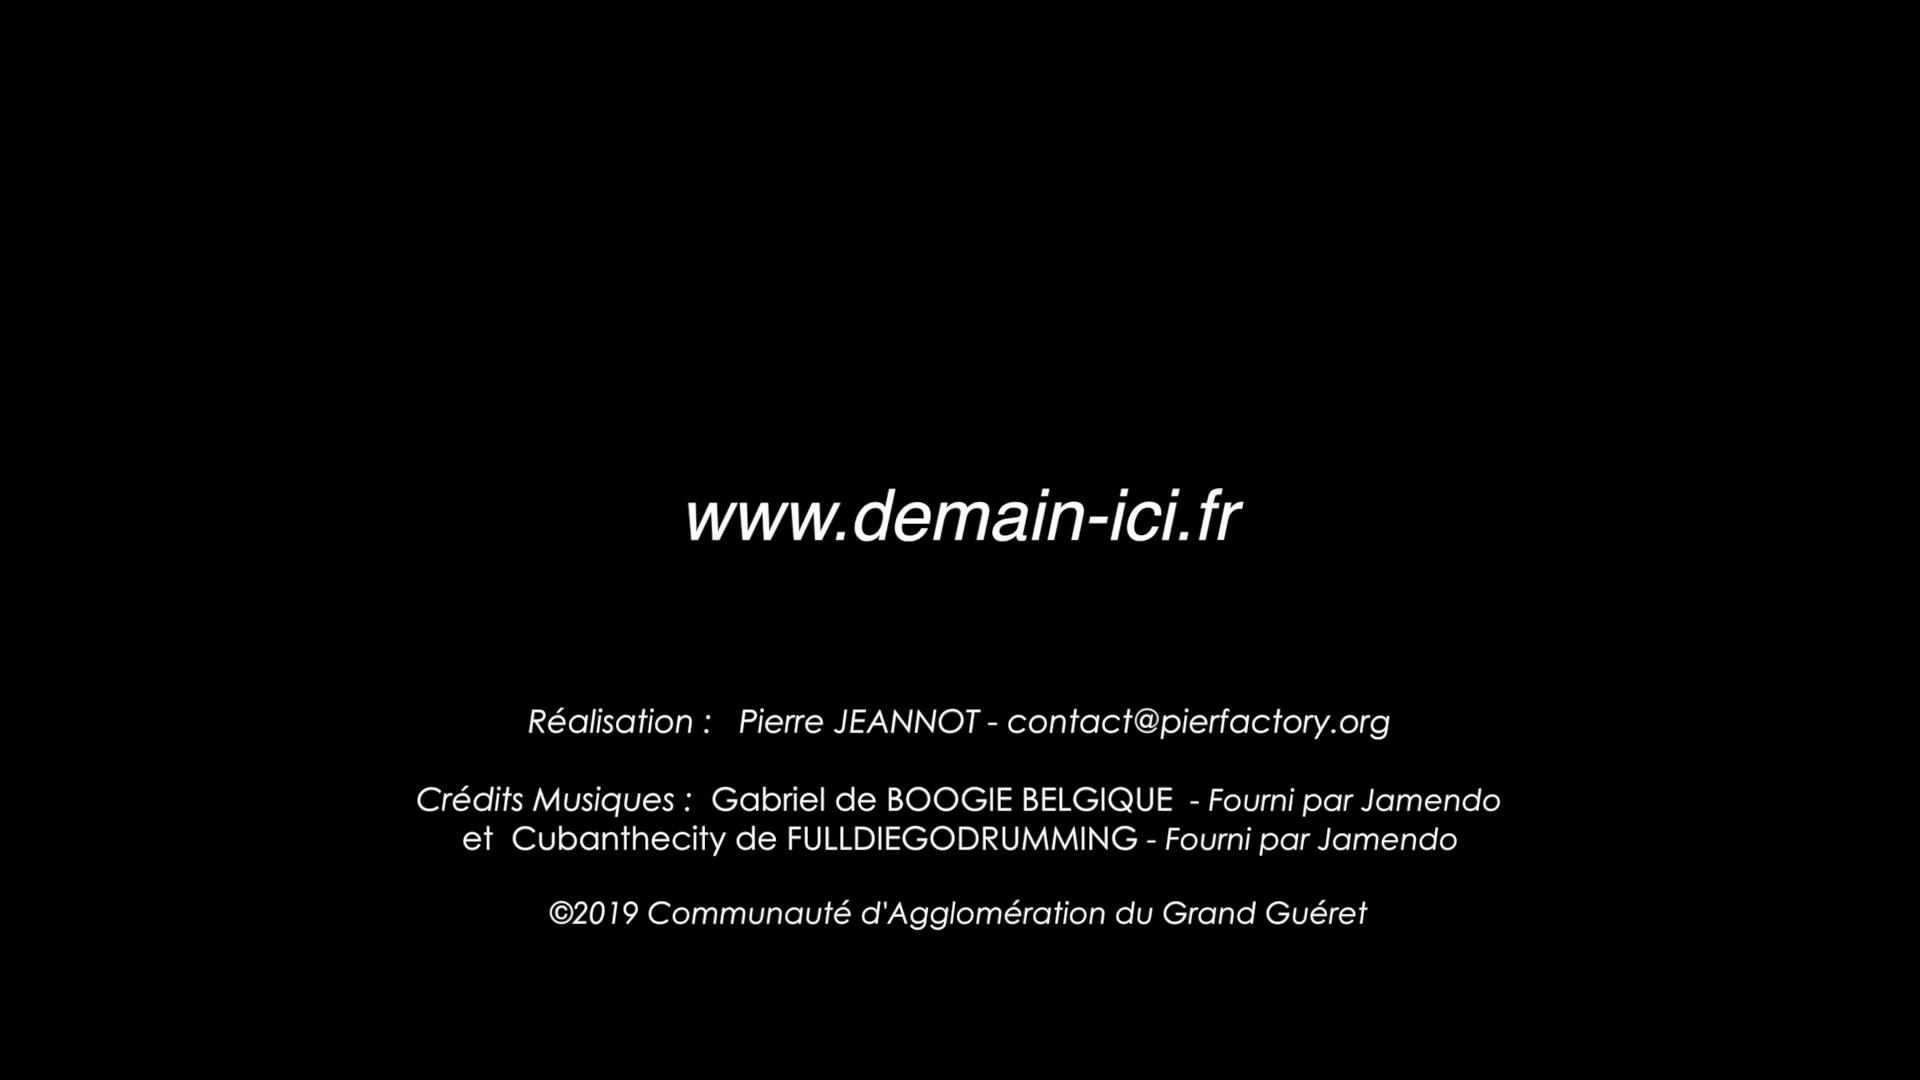 www.demain-ici.fr
Réalisation : Pierre JEANNOT - contact@pierfactory.org
Crédits Musiques : Gabriel de BOOGIE BELGIQUE - Fourni par Jamendo
et Cubanthecity de FULLDIEGODRUMMING - Fourni par Jamendo
©2019 Communauté d'Agglomération du Grand Guéret